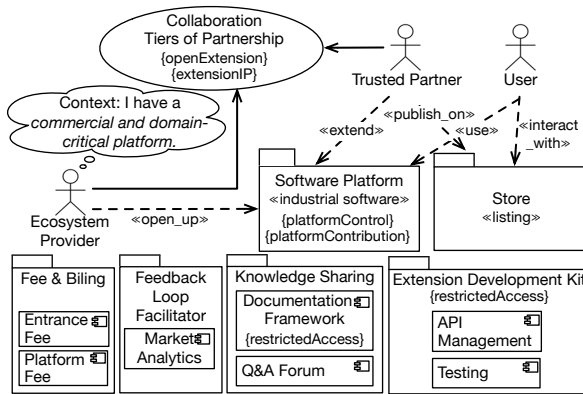 Collaboration
Tiers of Partnership
{openExtension}
{extensionIP}
Trusted Partner
User
Context: I have a
commercial and domain-
critical platform.
«extend»
«publish_on»
«use»
«interact
_with»
Ecosystem
Provider
«open_up»
Software Platform
«industrial software»
{platformControl}
{platformContribution}
Store
«listing»
Fee & Biling
Entrance
Fee
Platform
Fee
Feedback
Loop
Facilitator
Market
Analytics
Knowledge Sharing
Documentation
Framework
{restrictedAccess}
Q&A Forum
Extension Development Kit
{restrictedAccess}
API
Management
Testing